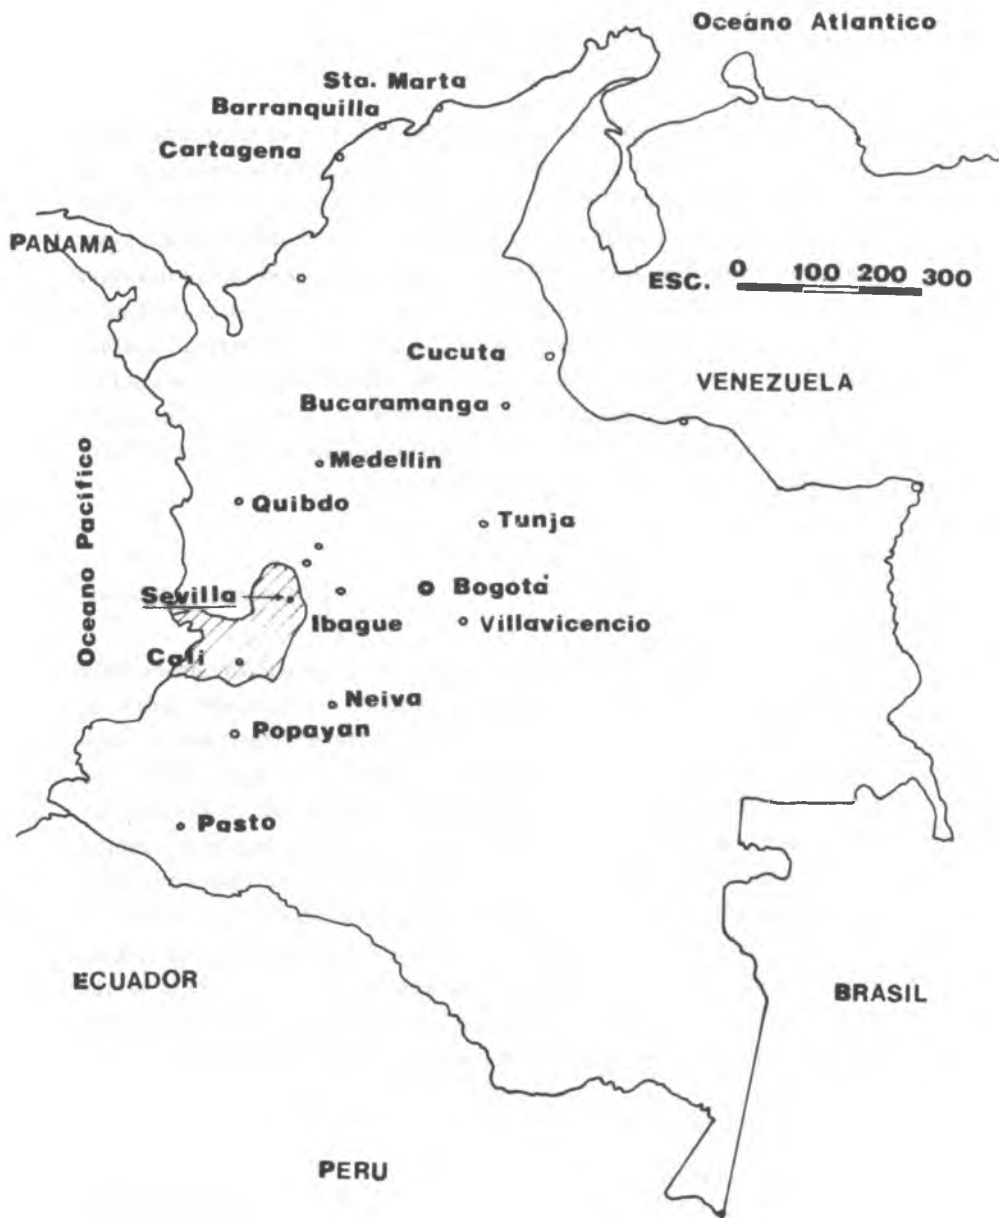 Oceáno Atlantico
Sta. Marta
Barranquilla
Cartagena
PANAMA
ESC. 0 100 200 300
Cucuta
VENEZUELA
Bucaramanga
Medellin
Oceano Pacifico
Quibdo
Tunja
Sevilla
Bogotá
Ibague
Villavicencio
Cali
Neiva
Popayan
Pasto
ECUADOR
BRASIL
PERU